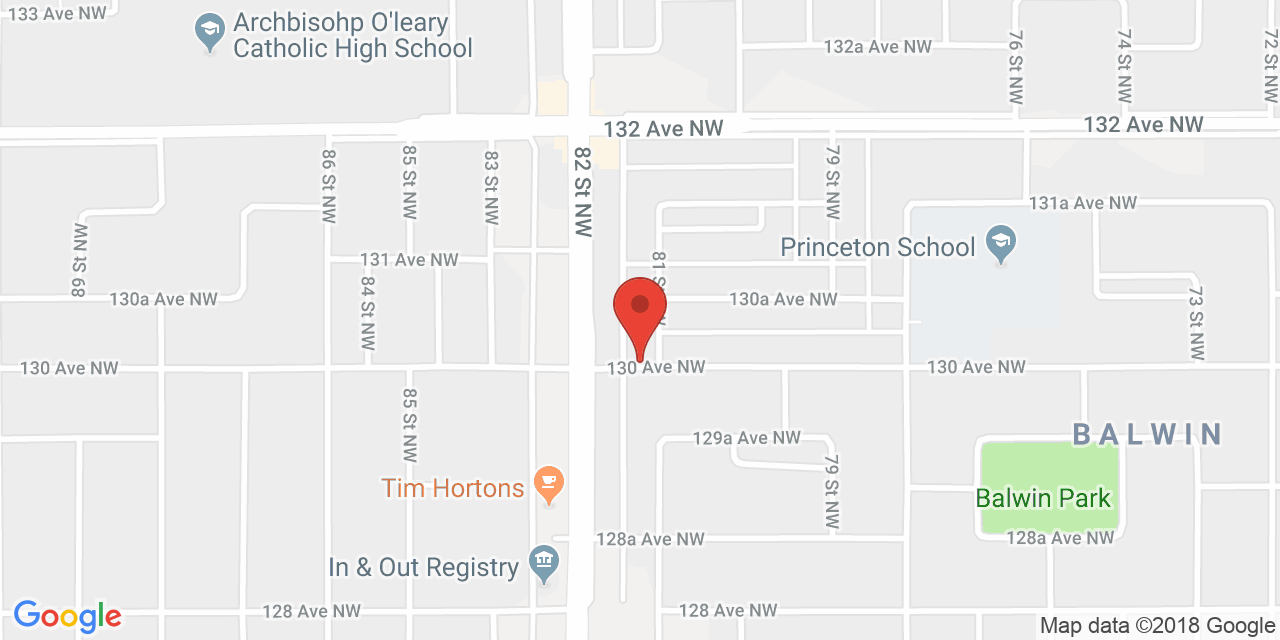 133 Ave NW
Archbisohp O'leary
Catholic High School
132a Ave NW
76 St NW
74 St NW
72 St NW
132 Ave NW
132 Ave NW
86 St NW
85 St NW
83 St NW
82 St NW
79 St NW
131a Ave NW
89 St NW
131 Ave NW
Princeton School
130a Ave NW
84 St NW
81 St NW
130a Ave NW
73 St NW
130 Ave NW
130 Ave NW
130 Ave NW
85 St NW
129a Ave NW
BALWIN
79 St NW
Tim Hortons
Balwin Park
128a Ave NW
128a Ave NW
In & Out Registry
128 Ave NW
128 Ave NW
Google
Map data ©2018 Google